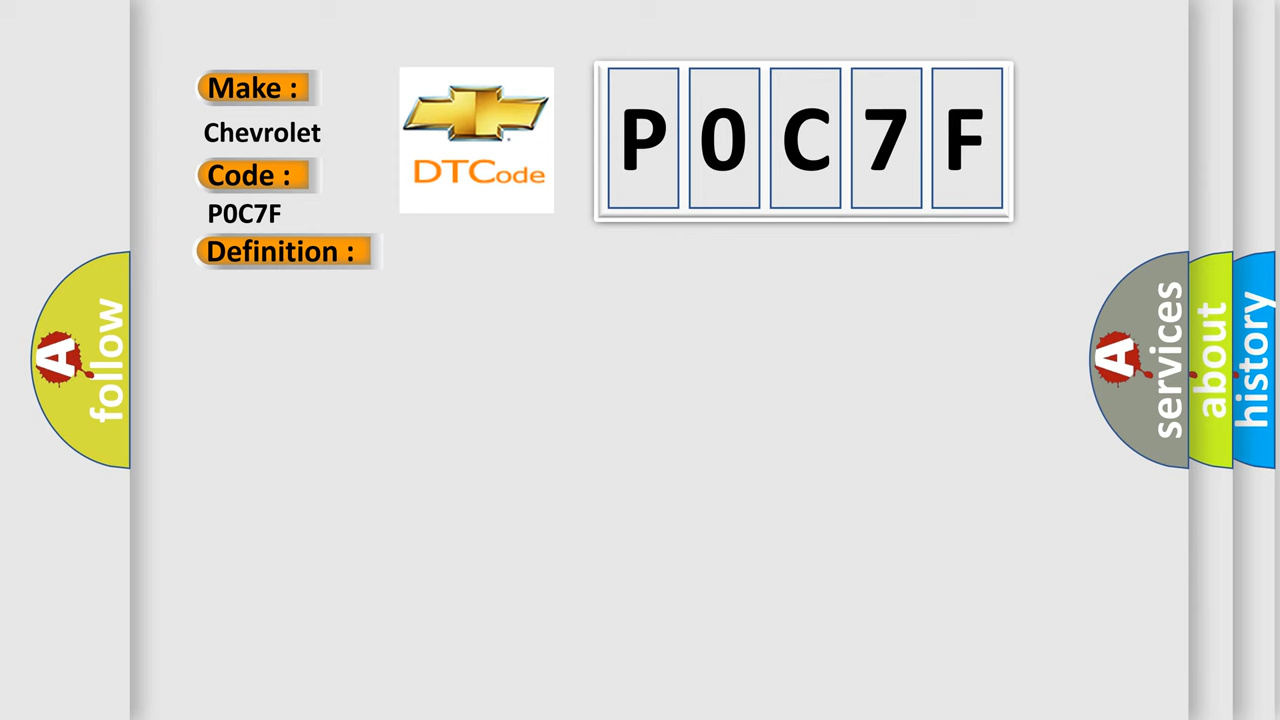 Make :
Chevrolet
Code :
P0C7F
Definition :
DTCode
P 0 C 7 F
A follow
A services
about
history